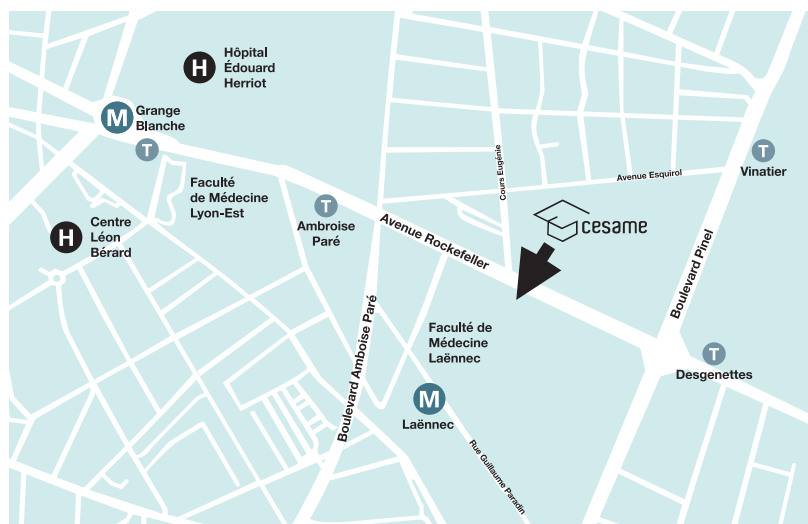 H
Hôpital
Édouard
Herriot
M
Grange
Blanche
T
Faculté
de Médecine
Lyon-Est
H
Centre
Léon
Bérard
T
Ambroise
Paré
Avenue Rockefeller
Cours Eugénie
Avenue Esquirol
T
Vinatier
cesame
Boulevard Pinel
Boulevard Ambroise Paré
Faculté de
Médecine
Laënnec
T
Desgenettes
M
Laënnec
Rue Guillaume Paradin